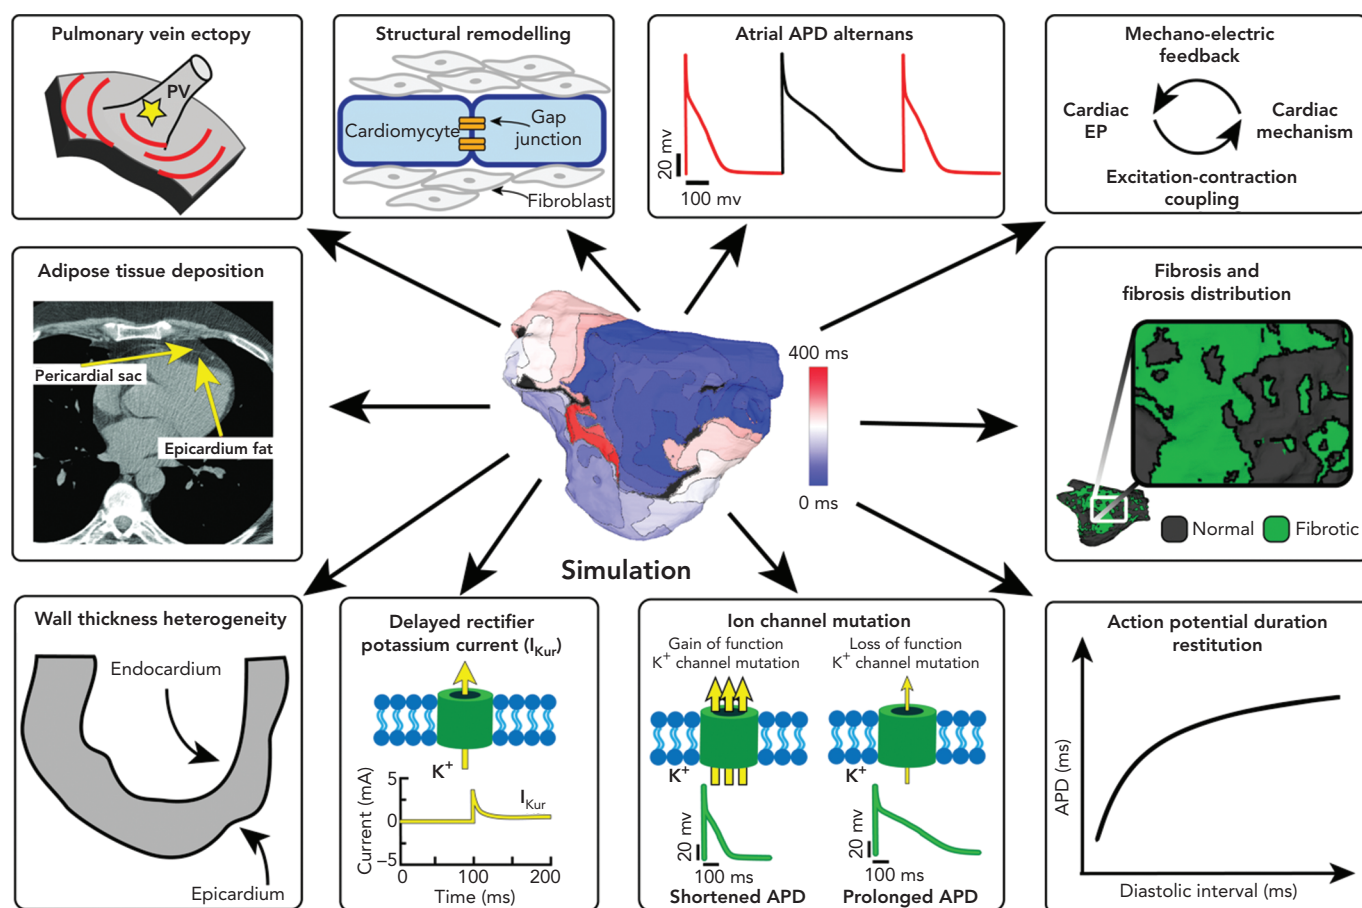 Pulmonary vein ectopy
PV
Structural remodelling
Cardiomyocyte
Gap
junction
Fibroblast
Atrial APD alternans
20 mv
100 mv
Mechano-electric
feedback
Cardiac
EP
Cardiac
mechanism
Excitation-contraction
coupling
Adipose tissue deposition
Pericardial sac
Epicardium fat
400 ms
0 ms
Simulation
Fibrosis and
fibrosis distribution
Normal
Fibrotic
Wall thickness heterogeneity
Endocardium
Epicardium
Delayed rectifier
potassium current (I_Kur)
K⁺
Current (mA)
5
0
−5
I_Kur
0
100
200
Time (ms)
Ion channel mutation
Gain of function
K⁺ channel mutation
K⁺
20 mv
100 ms
Shortened APD
Loss of function
K⁺ channel mutation
K⁺
20 mv
100 ms
Prolonged APD
Action potential duration
restitution
APD (ms)
Diastolic interval (ms)